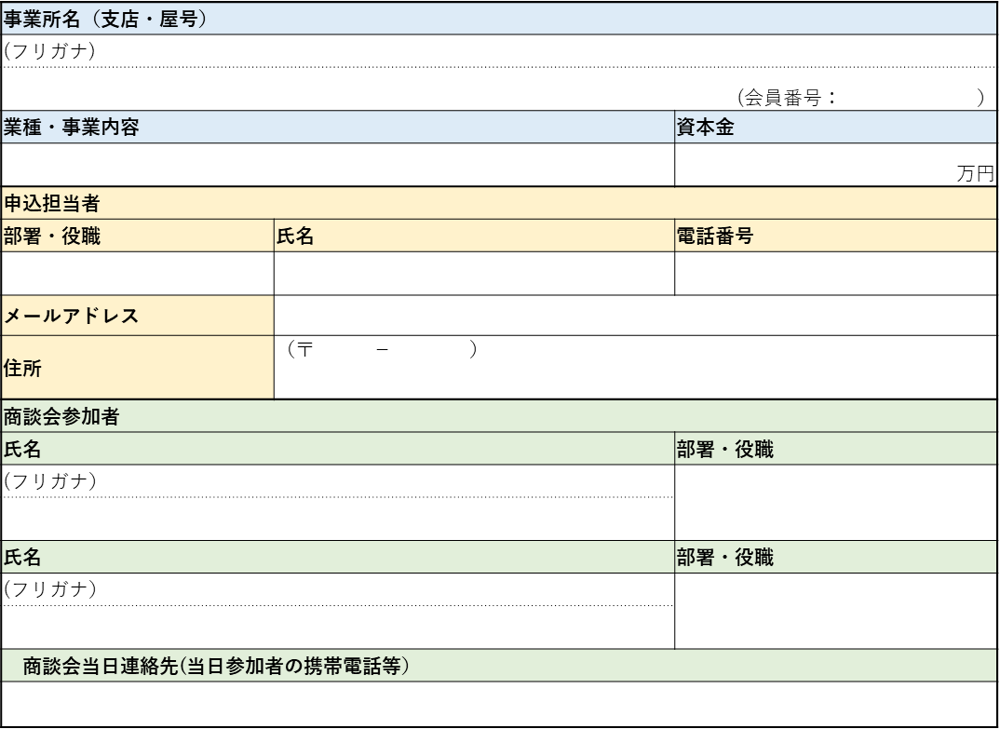 事業所名（支店・屋号）
(フリガナ)
(会員番号：　　　　　　　)
業種・事業内容　資本金
万円
申込担当者
部署・役職　氏名　電話番号
メールアドレス
（〒　　　－　　　　）
住所
商談会参加者
氏名　部署・役職
(フリガナ)
氏名　部署・役職
(フリガナ)
商談会当日連絡先(当日参加者の携帯電話等）